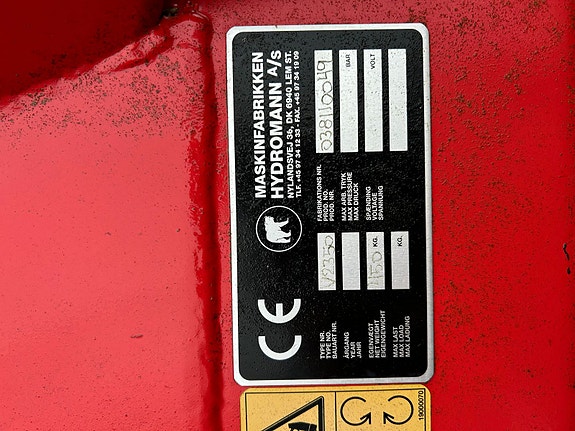 CE
MASKINFABRIKKEN
HYDROMANN A/S
NYLANDSVEJ 36, DK 6940 LEM ST.
TLF. +45 97 34 12 33 - FAX. +45 97 34 19 09
TYPE NR.
TYPE NO.
BAUART NR.
V2350
FABRIKATIONS NR.
PROD. NO.
PROD. NR.
038110049
ÅRGANG
YEAR
JAHR
MAX ARB. TRYK
MAX PRESSURE
MAX DRUCK
BAR
EGENVÆGT
NET WEIGHT
EIGENGEWICHT
450 KG.
SPÆNDING
VOLTAGE
SPANNUNG
VOLT
MAX LAST
MAX LOAD
MAX LADUNG
KG.
19000070